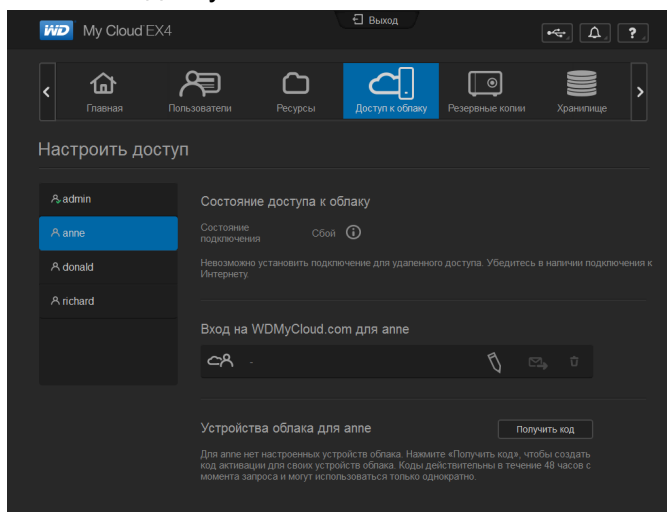 WD My Cloud EX4
Выход
?
Главная
Пользователи
Ресурсы
Доступ к облаку
Резервные копии
Хранилище
Настроить доступ
admin
anne
donald
richard
Состояние доступа к облаку
Состояние
подключения
Сбой
Невозможно установить подключение для удаленного доступа. Убедитесь в наличии подключения к
Интернету.
Вход на WDMyCloud.com для anne
-
Устройства облака для anne
Получить код
Для anne нет настроенных устройств облака. Нажмите «Получить код», чтобы создать
код активации для своих устройств облака. Коды действительны в течение 48 часов с
момента запроса и могут использоваться только однократно.